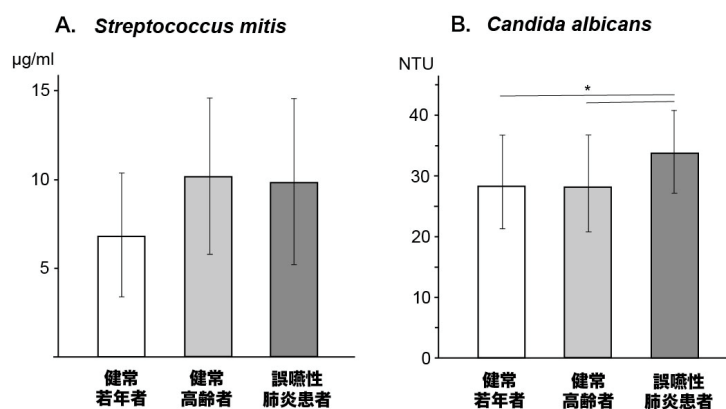 A. Streptococcus mitis
µg/ml
15
10
5
健常
若年者
健常
高齢者
誤嚥性
肺炎患者
B. Candida albicans
NTU
*
40
30
20
10
0
健常
若年者
健常
高齢者
誤嚥性
肺炎患者